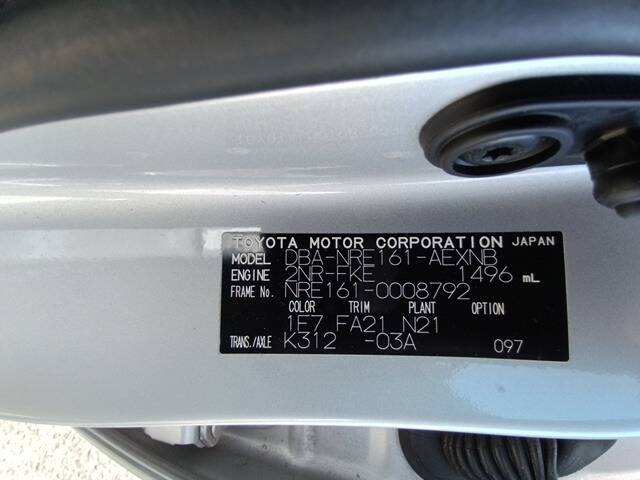 TOYOTA MOTOR CORPORATION JAPAN
MODEL DBA-NRE161-AEXNB
ENGINE 2NR-FKE 1496 mL
FRAME No. NRE161-0008792
COLOR TRIM PLANT OPTION
1E7 FA21 N21
TRANS./AXLE K312 -03A 097